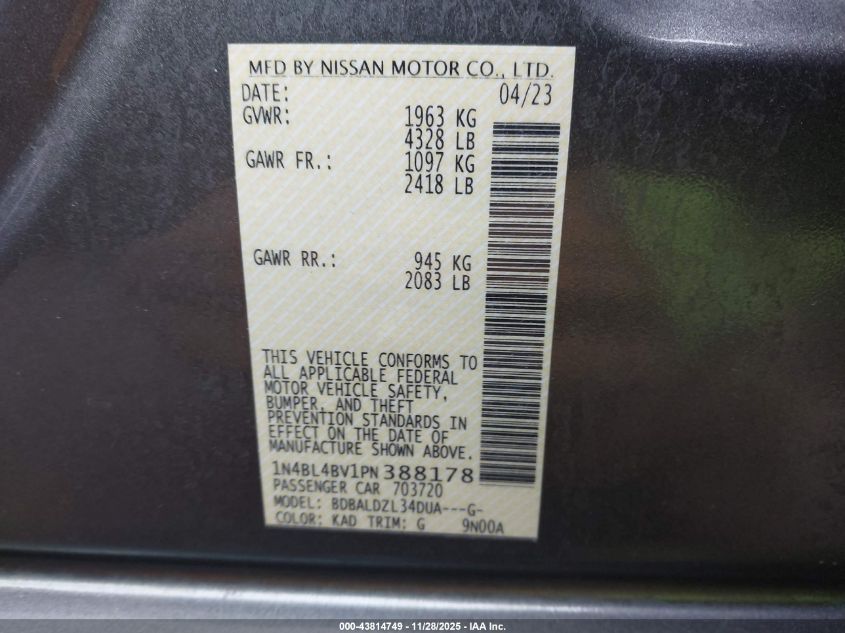 MFD BY NISSAN MOTOR CO., LTD.
DATE: 04/23
GVWR: 1963 KG
4328 LB
GAWR FR.: 1097 KG
2418 LB
GAWR RR.: 945 KG
2083 LB
THIS VEHICLE CONFORMS TO
ALL APPLICABLE FEDERAL
MOTOR VEHICLE SAFETY,
BUMPER, AND THEFT
PREVENTION STANDARDS IN
EFFECT ON THE DATE OF
MANUFACTURE SHOWN ABOVE.
1N4BL4BV1PN388178
PASSENGER CAR 703720
MODEL: BDBALDZL34DUA---G-
COLOR: KAD TRIM: G 9N00A
000-43814749 - 11/28/2025 - IAA Inc.